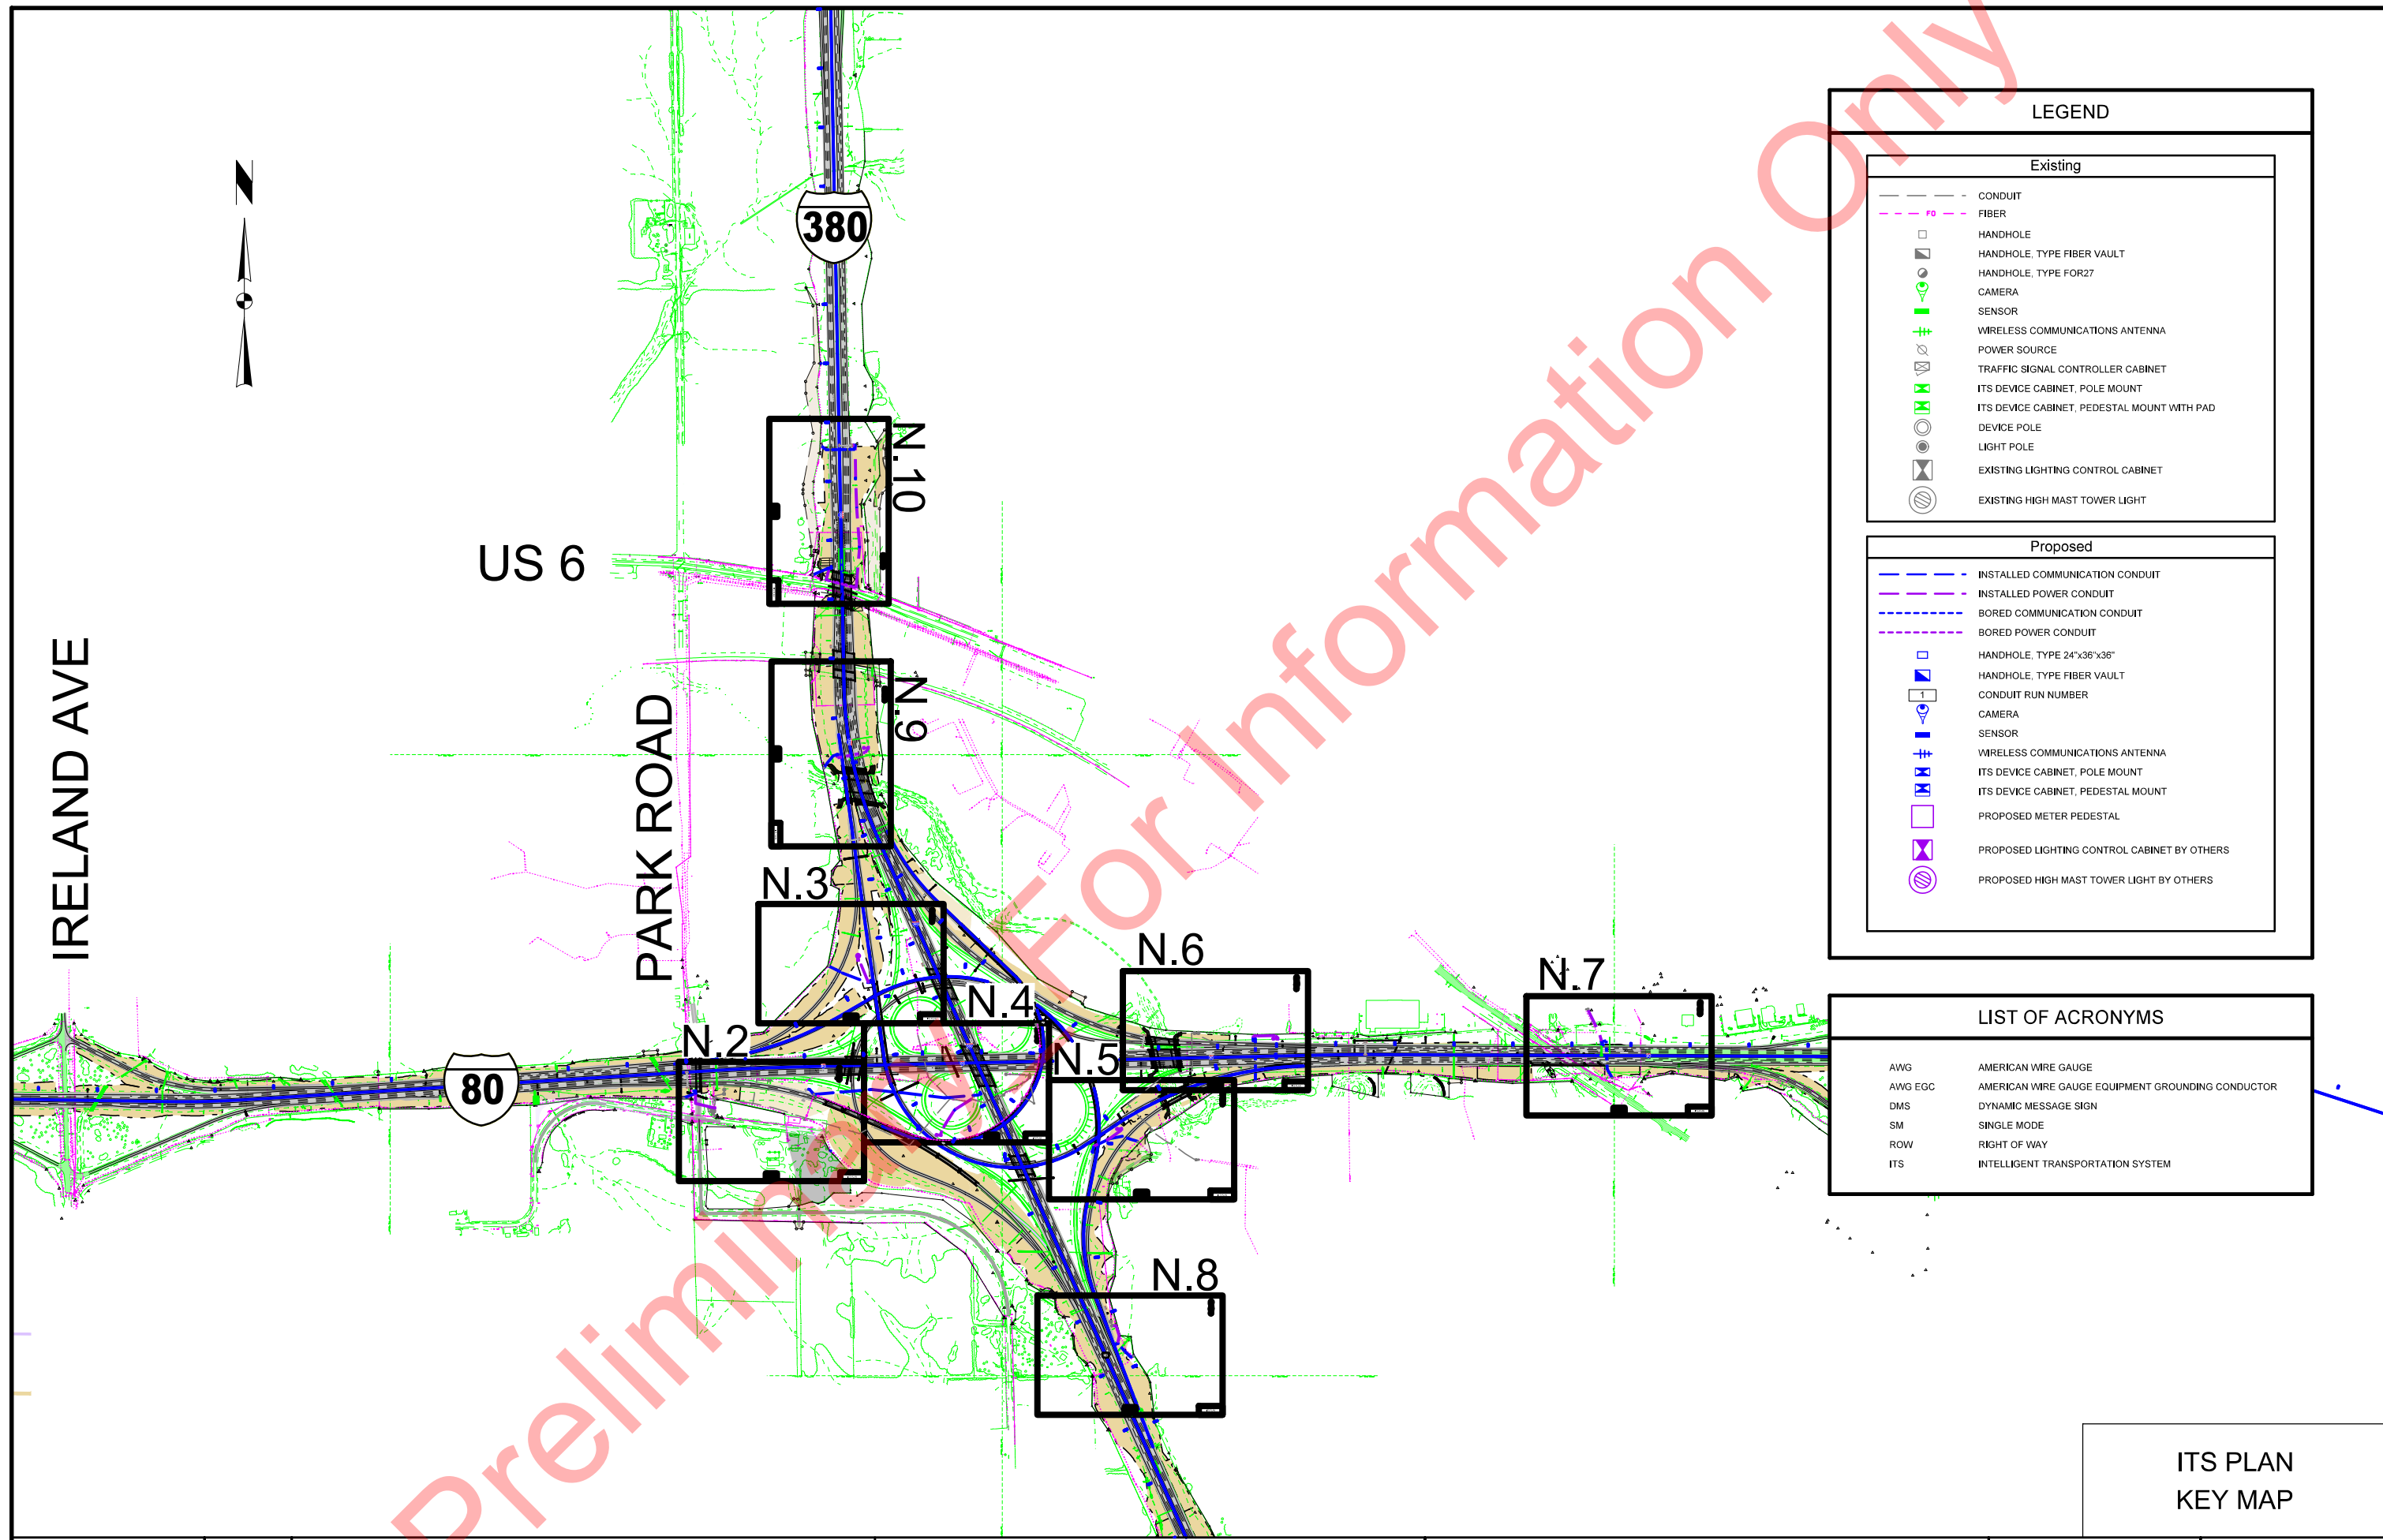 Preliminary For Information Only
N
380
N.10
US 6
IRELAND AVE
PARK ROAD
N.9
N.3
N.4
N.6
N.7
N.2
N.5
80
N.8
LEGEND
Existing
CONDUIT
FO FIBER
HANDHOLE
HANDHOLE, TYPE FIBER VAULT
HANDHOLE, TYPE FOR27
CAMERA
SENSOR
WIRELESS COMMUNICATIONS ANTENNA
POWER SOURCE
TRAFFIC SIGNAL CONTROLLER CABINET
ITS DEVICE CABINET, POLE MOUNT
ITS DEVICE CABINET, PEDESTAL MOUNT WITH PAD
DEVICE POLE
LIGHT POLE
EXISTING LIGHTING CONTROL CABINET
EXISTING HIGH MAST TOWER LIGHT
Proposed
INSTALLED COMMUNICATION CONDUIT
INSTALLED POWER CONDUIT
BORED COMMUNICATION CONDUIT
BORED POWER CONDUIT
HANDHOLE, TYPE 24"x36"x36"
HANDHOLE, TYPE FIBER VAULT
1 CONDUIT RUN NUMBER
CAMERA
SENSOR
WIRELESS COMMUNICATIONS ANTENNA
ITS DEVICE CABINET, POLE MOUNT
ITS DEVICE CABINET, PEDESTAL MOUNT
PROPOSED METER PEDESTAL
PROPOSED LIGHTING CONTROL CABINET BY OTHERS
PROPOSED HIGH MAST TOWER LIGHT BY OTHERS
LIST OF ACRONYMS
AWG AMERICAN WIRE GAUGE
AWG EGC AMERICAN WIRE GAUGE EQUIPMENT GROUNDING CONDUCTOR
DMS DYNAMIC MESSAGE SIGN
SM SINGLE MODE
ROW RIGHT OF WAY
ITS INTELLIGENT TRANSPORTATION SYSTEM
ITS PLAN
KEY MAP